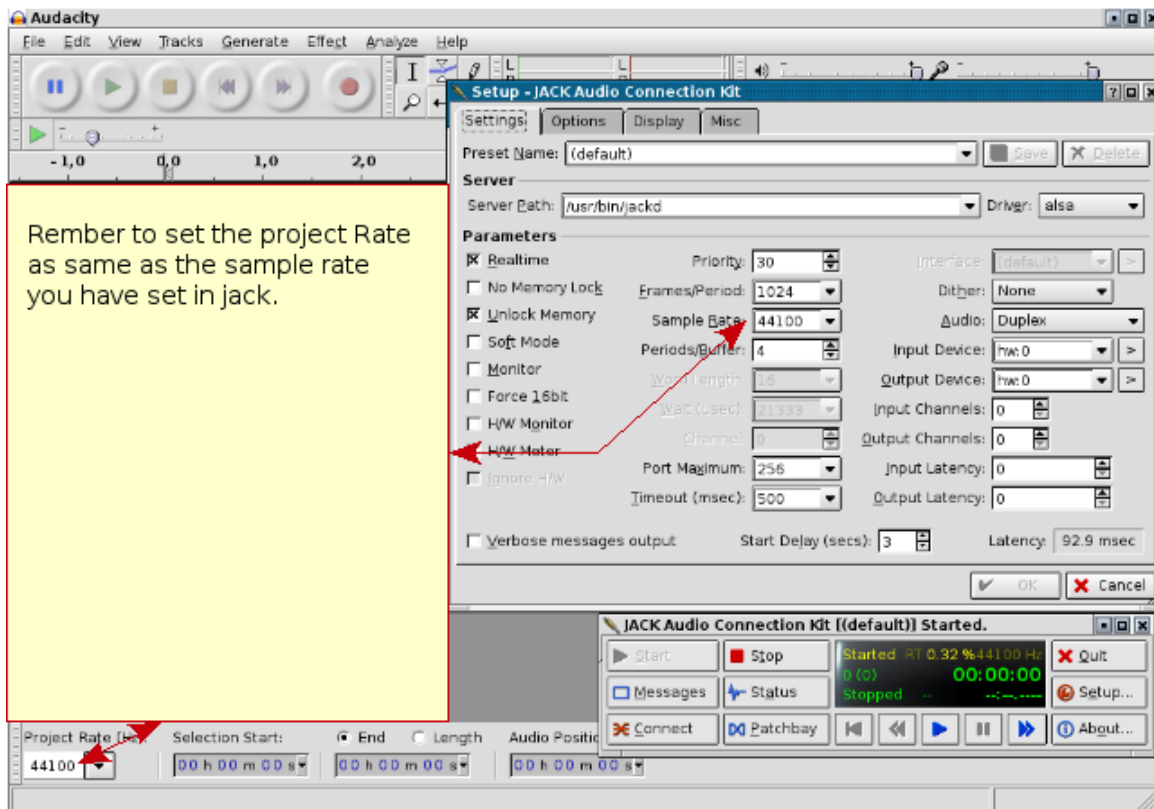 Audacity
File Edit View Tracks Generate Effect Analyze Help
L
L
Setup - JACK Audio Connection Kit
Settings Options Display Misc
Preset Name: (default) Save Delete
Server
Server Path: /usr/bin/jackd Driver: alsa
Parameters
Realtime Priority: 30 Interface: (default) >
No Memory Lock Frames/Period: 1024 Dither: None
Unlock Memory Sample Rate: 44100 Audio: Duplex
Soft Mode Periods/Buffer: 4 Input Device: hw:0 >
Monitor Word Length: 16 Output Device: hw:0 >
Force 16bit Wait (usec): 21333 Input Channels: 0
H/W Monitor Channel: 0 Output Channels: 0
H/W Meter Port Maximum: 256 Input Latency: 0
Ignore H/W Timeout (msec): 500 Output Latency: 0
Verbose messages output Start Delay (secs): 3 Latency: 92.9 msec
OK Cancel
-1,0 0,0 1,0 2,0
Rember to set the project Rate
as same as the sample rate
you have set in jack.
JACK Audio Connection Kit [(default)] Started.
Start Stop Started RT 0.32 % 44100 Hz Quit
0 (0) 00:00:00
Messages Status Stopped -- --:--.---- Setup...
Connect Patchbay About...
Project Rate (Hz): Selection Start: End Length Audio Positio
44100 00 h 00 m 00 s 00 h 00 m 00 s 00 h 00 m 00 s